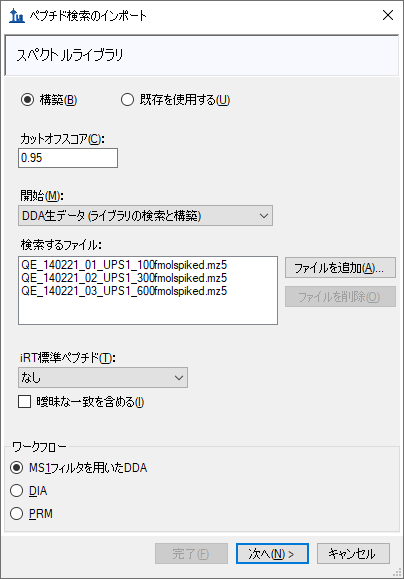 ペプチド検索のインポート
スペクトルライブラリ
構築(B)
既存を使用する(U)
カットオフスコア(C):
0.95
開始(M):
DDA生データ (ライブラリの検索と構築)
検索するファイル:
QE_140221_01_UPS1_100fmolspiked.mz5
QE_140221_02_UPS1_300fmolspiked.mz5
QE_140221_03_UPS1_600fmolspiked.mz5
ファイルを追加(A)...
ファイルを削除(O)
iRT標準ペプチド(T):
なし
曖昧な一致を含める(I)
ワークフロー
MS1フィルタを用いたDDA
DIA
PRM
完了(F)
次へ(N) >
キャンセル